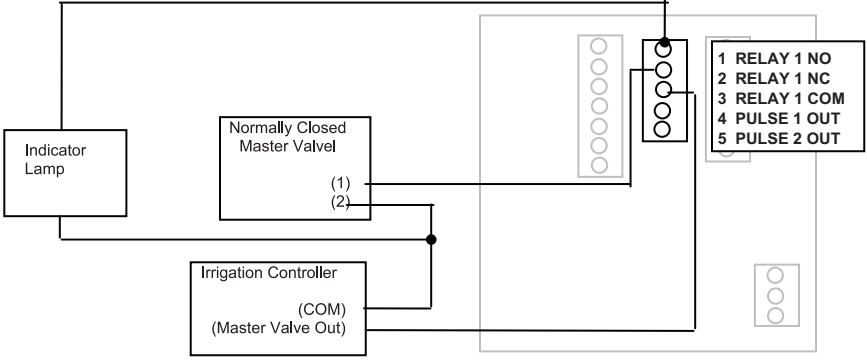 1 RELAY 1 NO
2 RELAY 1 NC
3 RELAY 1 COM
4 PULSE 1 OUT
5 PULSE 2 OUT
Indicator
Lamp
Normally Closed
Master Valvel
(1)
(2)
Irrigation Controller
(COM)
(Master Valve Out)